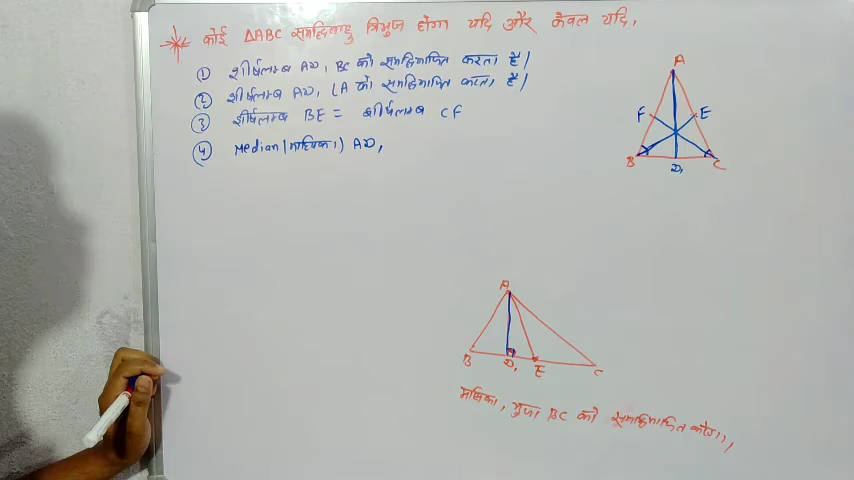 कोई ΔABC समद्विबाहु त्रिभुज होगा यदि और केवल यदि,
① शीर्षलम्ब AD, BC को समद्विभाजित करता है।
② शीर्षलम्ब AD, ∠A को समद्विभाजित करता है।
③ शीर्षलम्ब BE = शीर्षलम्ब CF
④ Median (माध्यिका) AD,
A
F E
B D, C
A
B D, E C
माध्यिका, भुजा BC को समद्विभाजित करेगा,,